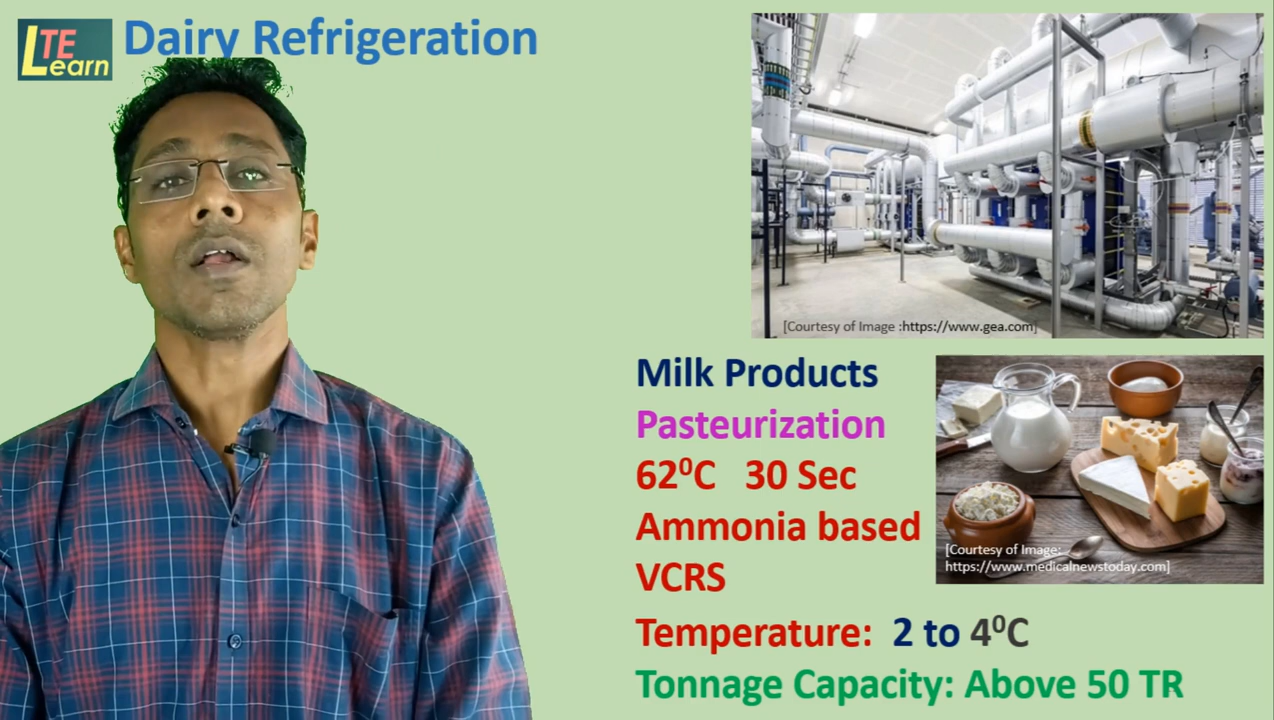 LTE Learn
Dairy Refrigeration
[Courtesy of Image :https://www.gea.com]
Milk Products
Pasteurization
62⁰C 30 Sec
Ammonia based
VCRS
[Courtesy of Image:
https://www.medicalnewstoday.com]
Temperature: 2 to 4⁰C
Tonnage Capacity: Above 50 TR